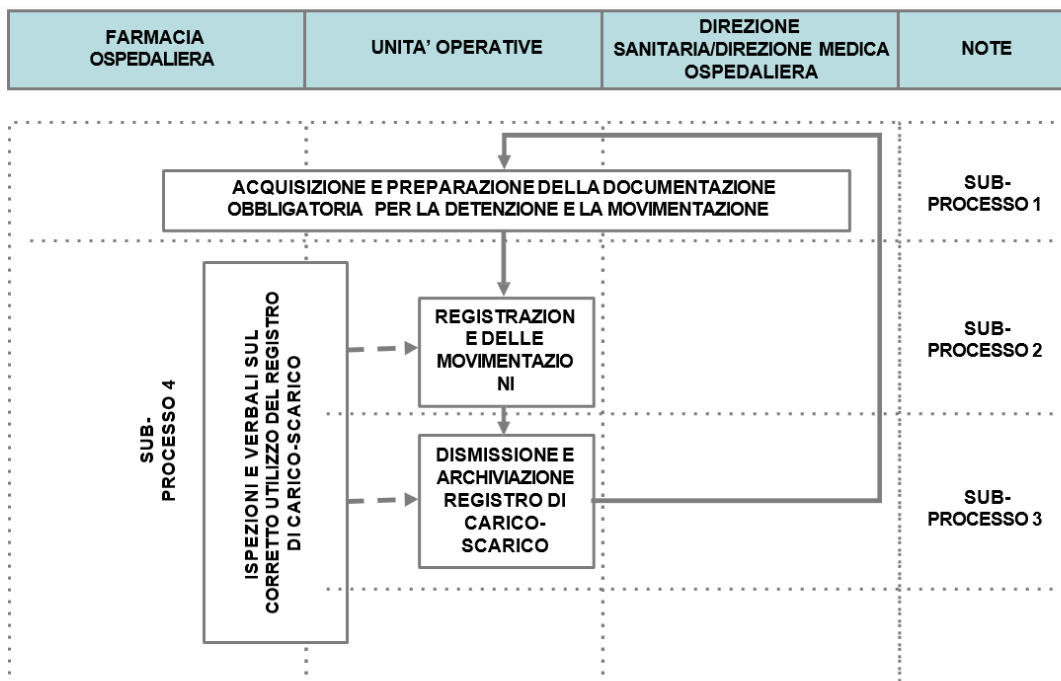 FARMACIA
OSPEDALIERA
UNITA’ OPERATIVE
DIREZIONE
SANITARIA/DIREZIONE MEDICA
OSPEDALIERA
NOTE
ACQUISIZIONE E PREPARAZIONE DELLA DOCUMENTAZIONE
OBBLIGATORIA PER LA DETENZIONE E LA MOVIMENTAZIONE
SUB-
PROCESSO 1
SUB-
PROCESSO 4
ISPEZIONI E VERBALI SUL
CORRETTO UTILIZZO DEL REGISTRO
DI CARICO-SCARICO
REGISTRAZION
E DELLE
MOVIMENTAZIO
NI
SUB-
PROCESSO 2
DISMISSIONE E
ARCHIVIAZIONE
REGISTRO DI
CARICO-
SCARICO
SUB-
PROCESSO 3